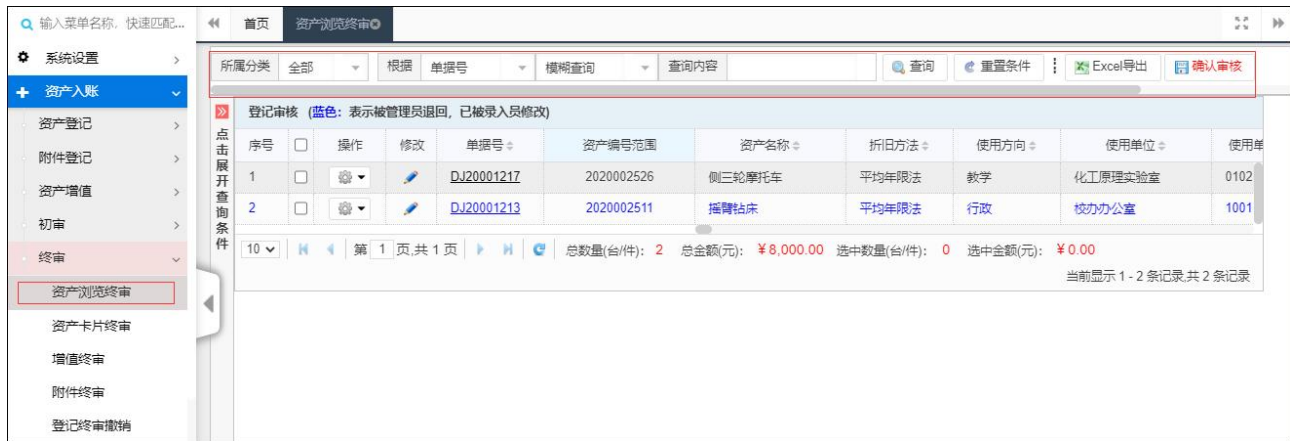 输入菜单名称，快速匹配...
首页 资产浏览终审
系统设置
资产入账
资产登记
附件登记
资产增值
初审
终审
资产浏览终审
资产卡片终审
增值终审
附件终审
登记终审撤销
所属分类 全部 根据 单据号 模糊查询 查询内容 查询 重置条件 Excel导出 确认审核
点击展开查询条件
登记审核 (蓝色：表示被管理员退回，已被录入员修改)
序号 操作 修改 单据号 资产编号范围 资产名称 折旧方法 使用方向 使用单位 使用单
1 DJ20001217 2020002526 侧三轮摩托车 平均年限法 教学 化工原理实验室 0102
2 DJ20001213 2020002511 摇臂钻床 平均年限法 行政 校办办公室 1001
10 第 1 页,共 1 页 总数量(台/件): 2 总金额(元): ￥8,000.00 选中数量(台/件): 0 选中金额(元): ￥0.00
当前显示 1 - 2 条记录,共 2 条记录